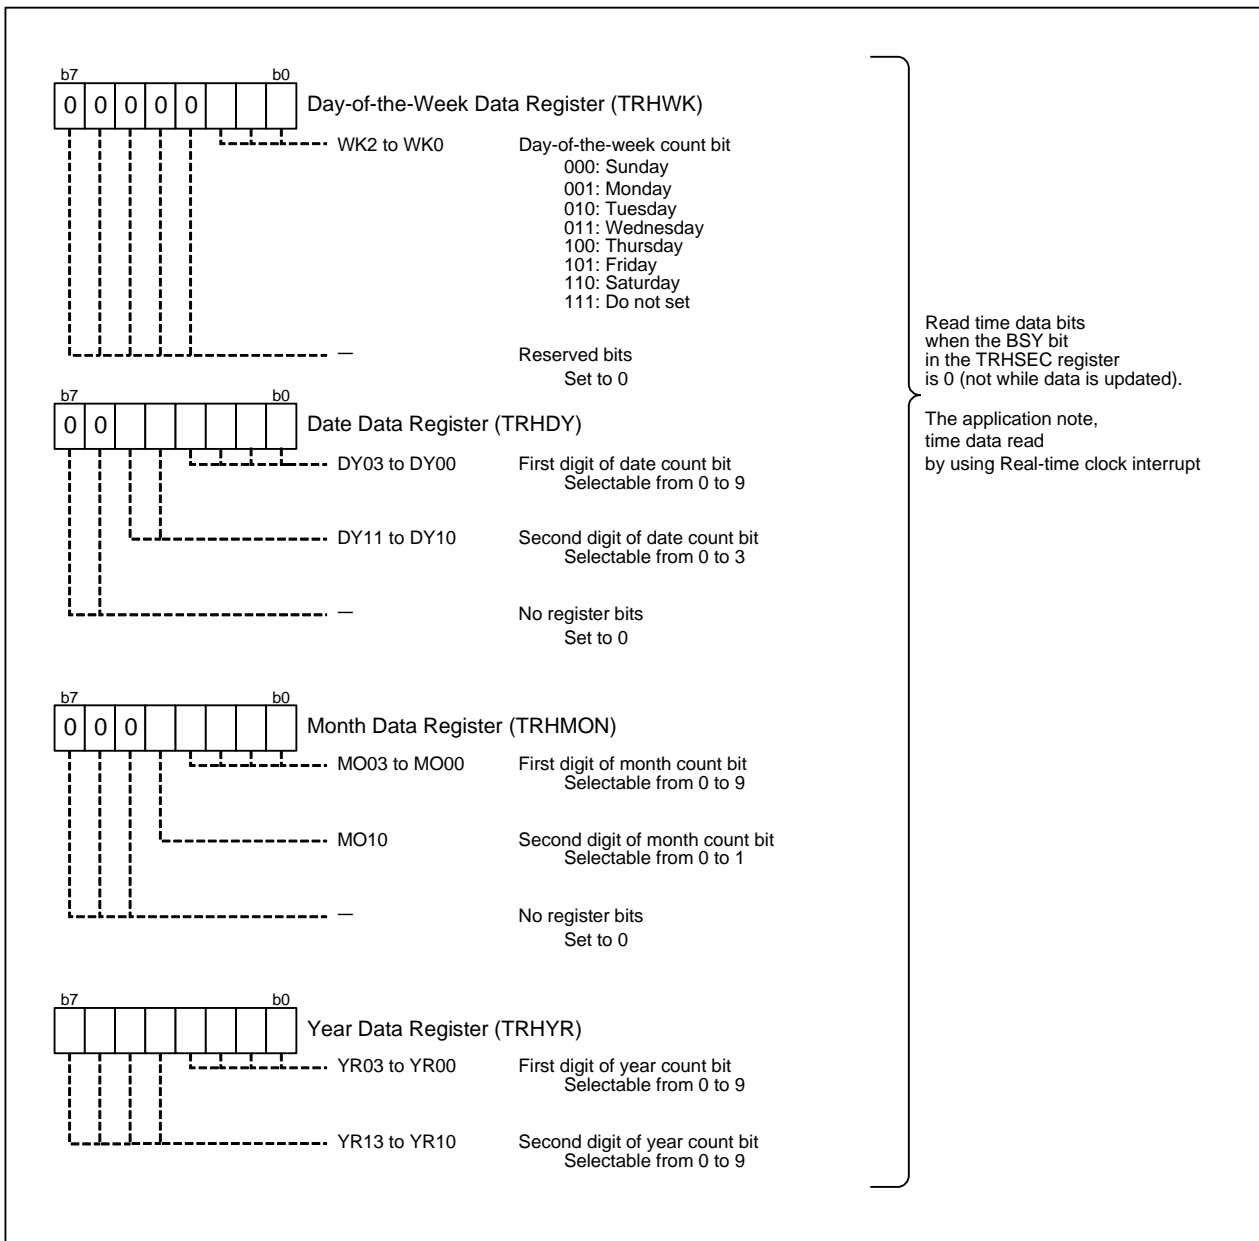 b7 b0
0 0 0 0 0 Day-of-the-Week Data Register (TRHWK)
WK2 to WK0 Day-of-the-week count bit
000: Sunday
001: Monday
010: Tuesday
011: Wednesday
100: Thursday
101: Friday
110: Saturday
111: Do not set
— Reserved bits
Set to 0
b7 b0
0 0 Date Data Register (TRHDY)
DY03 to DY00 First digit of date count bit
Selectable from 0 to 9
DY11 to DY10 Second digit of date count bit
Selectable from 0 to 3
— No register bits
Set to 0
b7 b0
0 0 0 Month Data Register (TRHMON)
MO03 to MO00 First digit of month count bit
Selectable from 0 to 9
MO10 Second digit of month count bit
Selectable from 0 to 1
— No register bits
Set to 0
b7 b0
Year Data Register (TRHYR)
YR03 to YR00 First digit of year count bit
Selectable from 0 to 9
YR13 to YR10 Second digit of year count bit
Selectable from 0 to 9
Read time data bits
when the BSY bit
in the TRHSEC register
is 0 (not while data is updated).
The application note,
time data read
by using Real-time clock interrupt